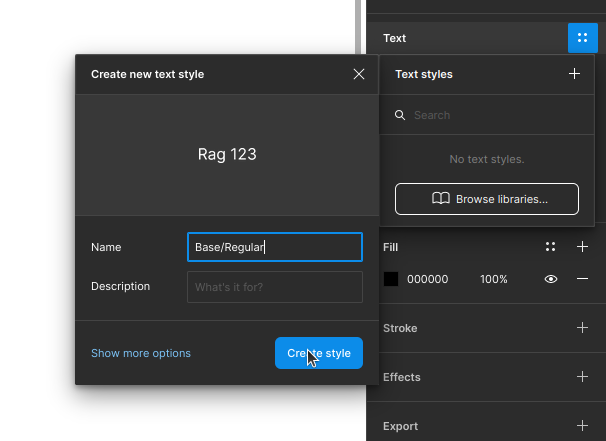 Text
Create new text style
Text styles
Search
Rag 123
No text styles.
Browse libraries...
Name
Base/Regular
Fill
000000
100%
Description
What's it for?
Stroke
Show more options
Create style
Effects
Export